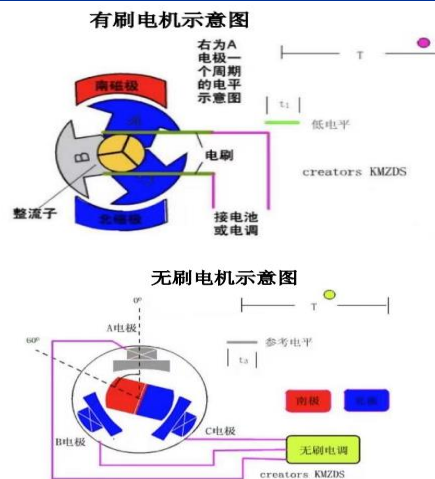 有刷电机示意图
右为A
电极一
个周期
的电平
示意图
T
南磁极
t₁
低电平
B
电刷
creators KMZDS
整流子
北磁极
接电池
或电调
无刷电机示意图
0°
T
A电极
60°
参考电平
南极
B电极
C电极
无刷电调
creators KMZDS